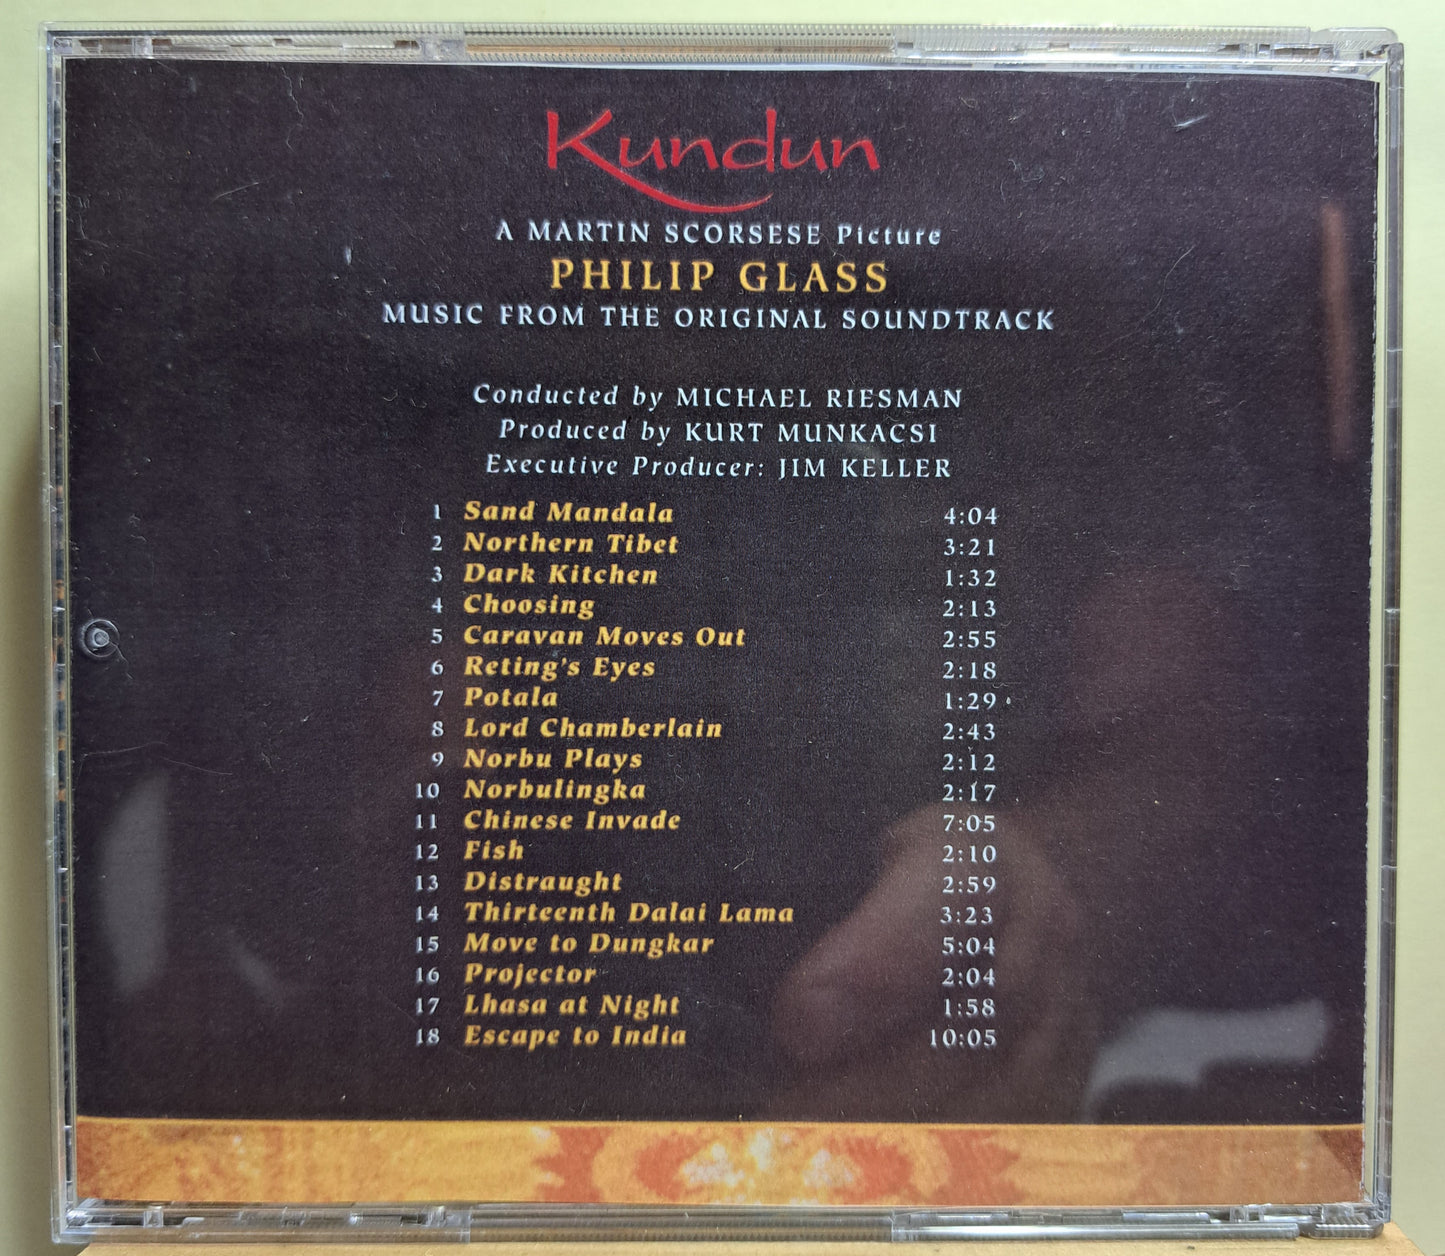 Kundun
A MARTIN SCORSESE Picture
PHILIP GLASS
MUSIC FROM THE ORIGINAL SOUNDTRACK
Conducted by MICHAEL RIESMAN
Produced by KURT MUNKACSI
Executive Producer: JIM KELLER
1 Sand Mandala 4:04
2 Northern Tibet 3:21
3 Dark Kitchen 1:32
4 Choosing 2:13
5 Caravan Moves Out 2:55
6 Reting's Eyes 2:18
7 Potala 1:29
8 Lord Chamberlain 2:43
9 Norbu Plays 2:12
10 Norbulingka 2:17
11 Chinese Invade 7:05
12 Fish 2:10
13 Distraught 2:59
14 Thirteenth Dalai Lama 3:23
15 Move to Dungkar 5:04
16 Projector 2:04
17 Lhasa at Night 1:58
18 Escape to India 10:05